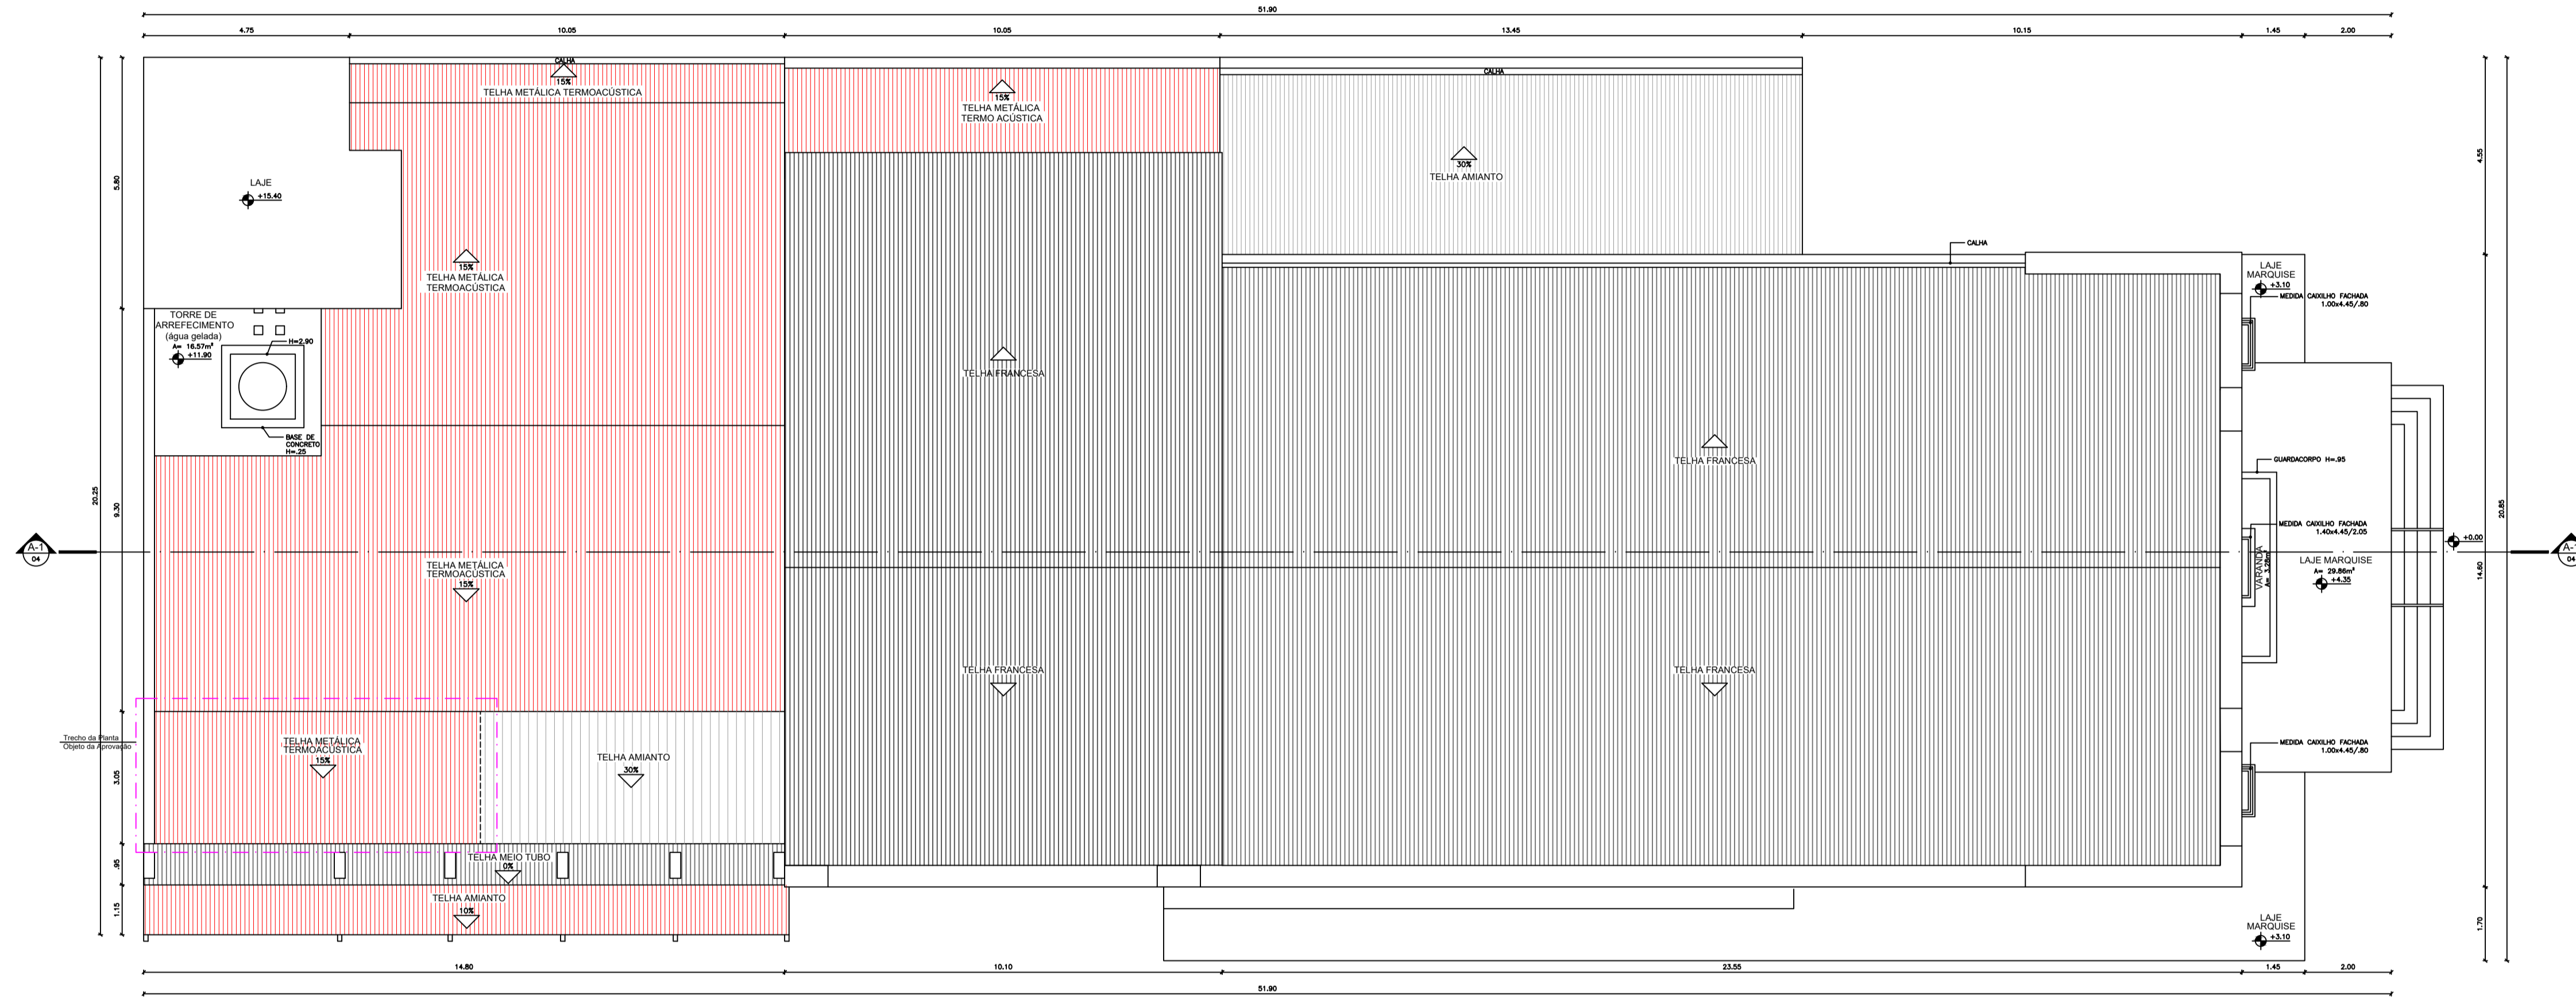 51.90
4.75
10.05
10.05
13.45
10.15
1.45
2.00
CALHA
15%
TELHA METÁLICA TERMOACÚSTICA
15%
TELHA METÁLICA
TERMO ACÚSTICA
CALHA
30%
TELHA AMIANTO
5.80
4.55
LAJE
+15.40
CALHA
15%
TELHA METÁLICA
TERMOACÚSTICA
LAJE
MARQUISE
+3.10
MEDIDA CAIXILHO FACHADA
1.00x4.45/.80
TORRE DE
ARREFECIMENTO
(água gelada)
A= 16.57m²
+11.90
H=2.90
BASE DE
CONCRETO
H=.25
TELHA FRANCESA
TELHA FRANCESA
GUARDACORPO H=.95
20.25
9.30
20.85
14.60
MEDIDA CAIXILHO FACHADA
1.40x4.45/2.05
+0.00
A-1
04
A-1
04
VARANDA
A= 3.28m²
LAJE MARQUISE
A= 29.86m²
+4.35
TELHA METÁLICA
TERMOACÚSTICA
15%
TELHA FRANCESA
TELHA FRANCESA
Trecho da Planta
Objeto da Aprovação
TELHA METÁLICA
TERMOACÚSTICA
15%
TELHA AMIANTO
30%
MEDIDA CAIXILHO FACHADA
1.00x4.45/.80
3.05
.95
TELHA MEIO TUBO
0%
1.15
TELHA AMIANTO
10%
LAJE
MARQUISE
+3.10
1.70
14.80
10.10
23.55
1.45
2.00
51.90